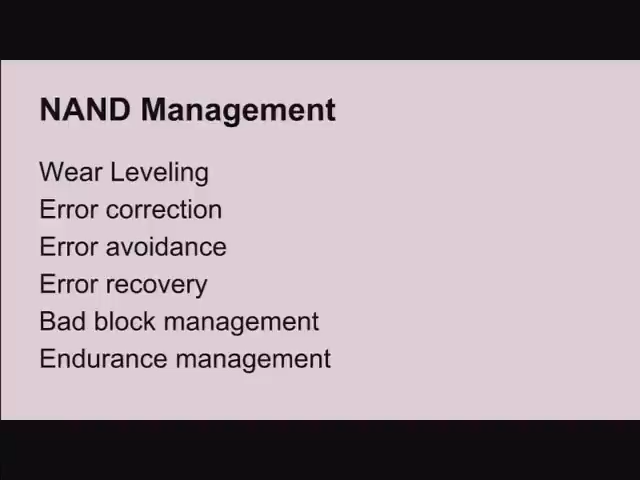 NAND Management
Wear Leveling
Error correction
Error avoidance
Error recovery
Bad block management
Endurance management